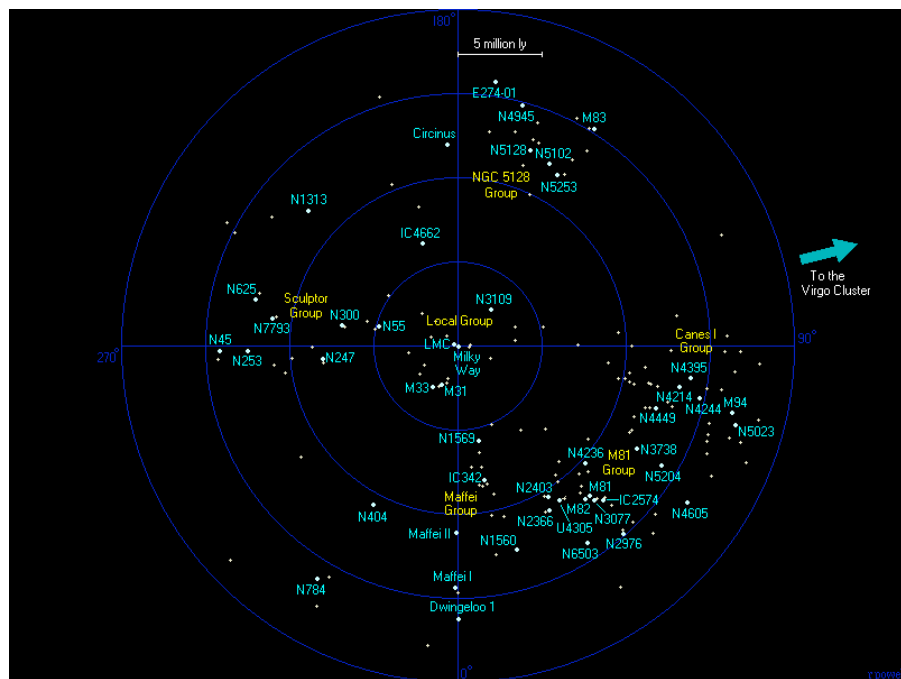 180°
5 million ly
E274-01
N4945
M83
Circinus
N5128
N5102
N5253
NGC 5128
Group
N1313
IC4662
To the
Virgo Cluster
N625
Sculptor
Group
N300
N3109
N7793
N55
Local Group
Canes I
Group
90°
N45
LMC
270°
N253
N247
Milky
Way
N4395
M33
M31
N4214
M94
N4244
N4449
N5023
N1569
N3738
N4236
M81
Group
N5204
IC342
Maffei
Group
N2403
M81
IC2574
N404
M82
N2366
N3077
N4605
U4305
Maffei II
N1560
N6503
N2976
Maffei I
N784
Dwingeloo 1
0°